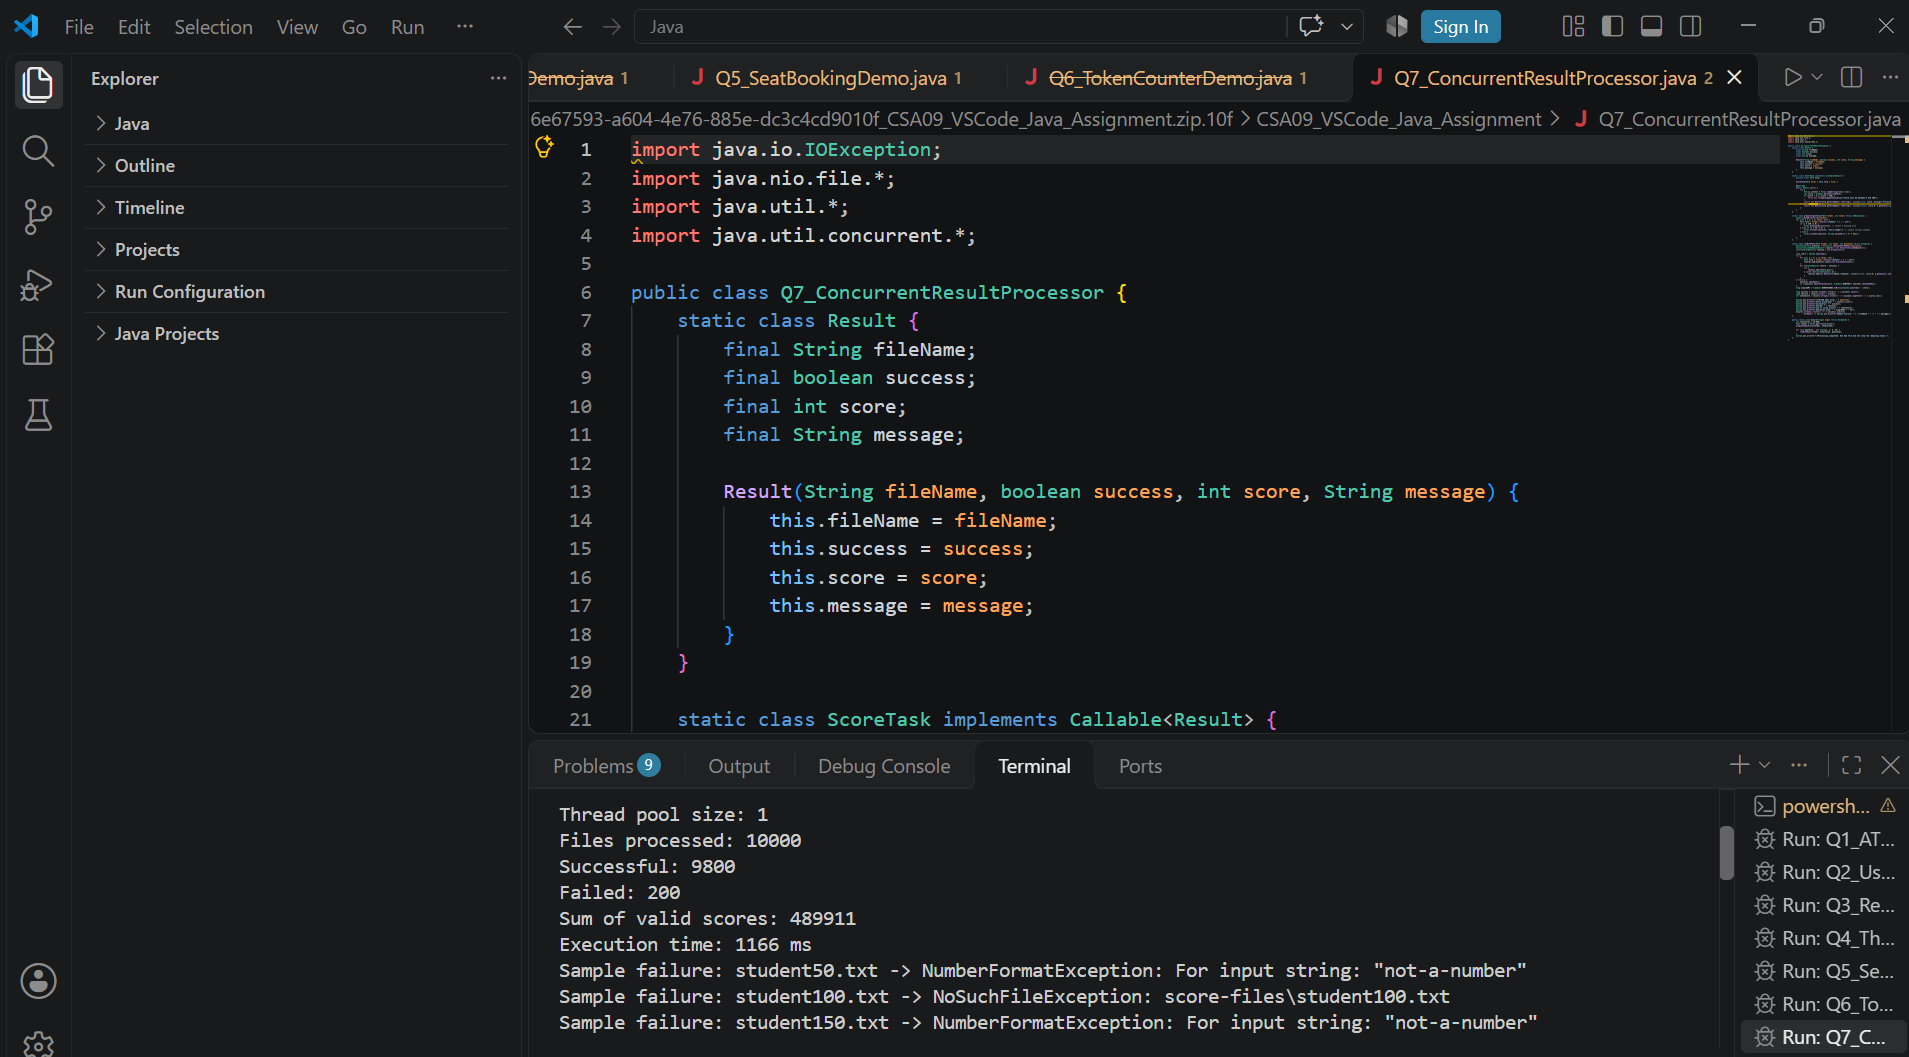 File Edit Selection View Go Run ···
Java
Sign In
Explorer
Java
Outline
Timeline
Projects
Run Configuration
Java Projects
Demo.java 1
J Q5_SeatBookingDemo.java 1
J Q6_TokenCounterDemo.java 1
J Q7_ConcurrentResultProcessor.java 2
6e67593-a604-4e76-885e-dc3c4cd9010f_CSA09_VSCode_Java_Assignment.zip.10f > CSA09_VSCode_Java_Assignment > J Q7_ConcurrentResultProcessor.java
1 import java.io.IOException;
2 import java.nio.file.*;
3 import java.util.*;
4 import java.util.concurrent.*;
5
6 public class Q7_ConcurrentResultProcessor {
7 static class Result {
8 final String fileName;
9 final boolean success;
10 final int score;
11 final String message;
12
13 Result(String fileName, boolean success, int score, String message) {
14 this.fileName = fileName;
15 this.success = success;
16 this.score = score;
17 this.message = message;
18 }
19 }
20
21 static class ScoreTask implements Callable<Result> {
Problems 9 Output Debug Console Terminal Ports
Thread pool size: 1
Files processed: 10000
Successful: 9800
Failed: 200
Sum of valid scores: 489911
Execution time: 1166 ms
Sample failure: student50.txt -> NumberFormatException: For input string: "not-a-number"
Sample failure: student100.txt -> NoSuchFileException: score-files\student100.txt
Sample failure: student150.txt -> NumberFormatException: For input string: "not-a-number"
powersh...
Run: Q1_AT...
Run: Q2_Us...
Run: Q3_Re...
Run: Q4_Th...
Run: Q5_Se...
Run: Q6_To...
Run: Q7_C...